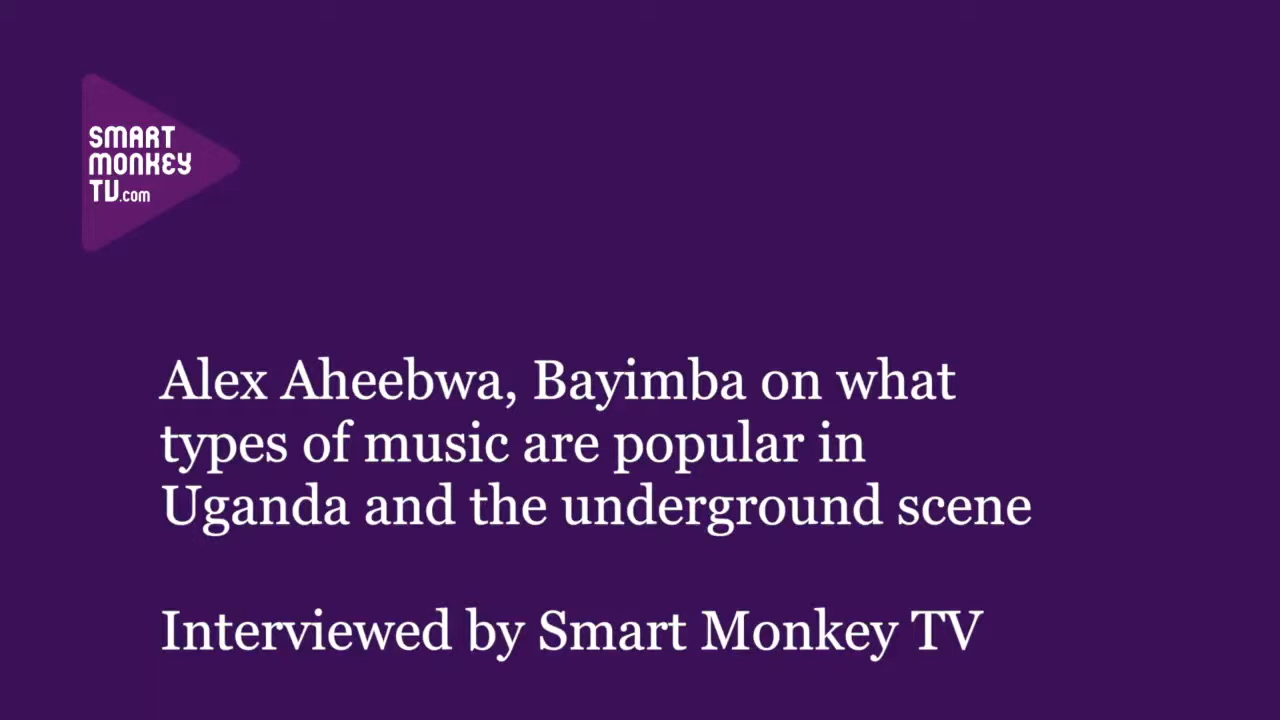 SMART
MONKEY
TV.com
Alex Aheebwa, Bayimba on what
types of music are popular in
Uganda and the underground scene
Interviewed by Smart Monkey TV